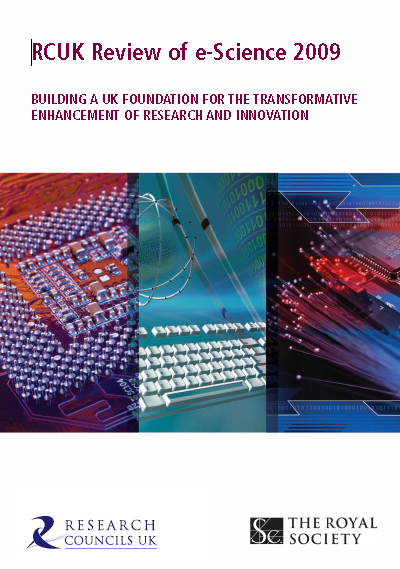 RCUK Review of e-Science 2009
BUILDING A UK FOUNDATION FOR THE TRANSFORMATIVE
ENHANCEMENT OF RESEARCH AND INNOVATION
RESEARCH
COUNCILS UK
THE ROYAL
SOCIETY